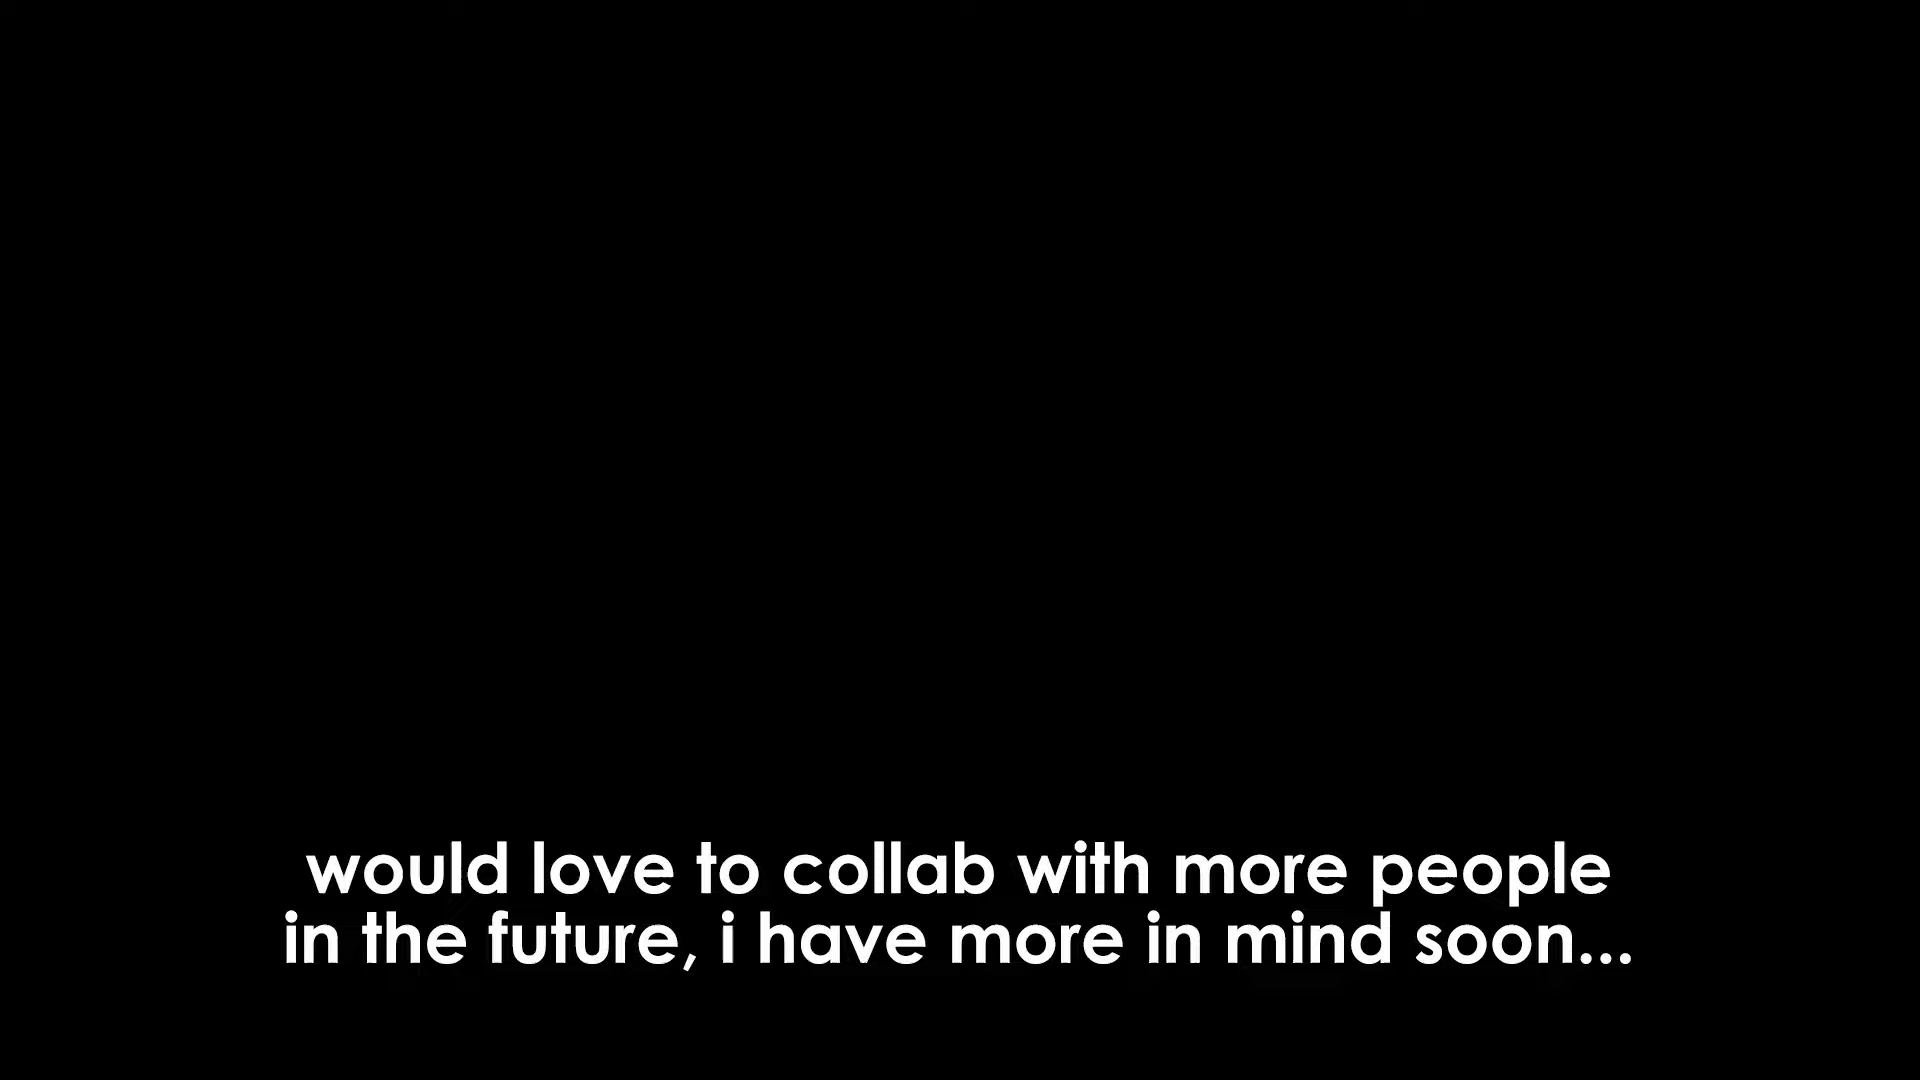 would love to collab with more people
in the future, i have more in mind soon...